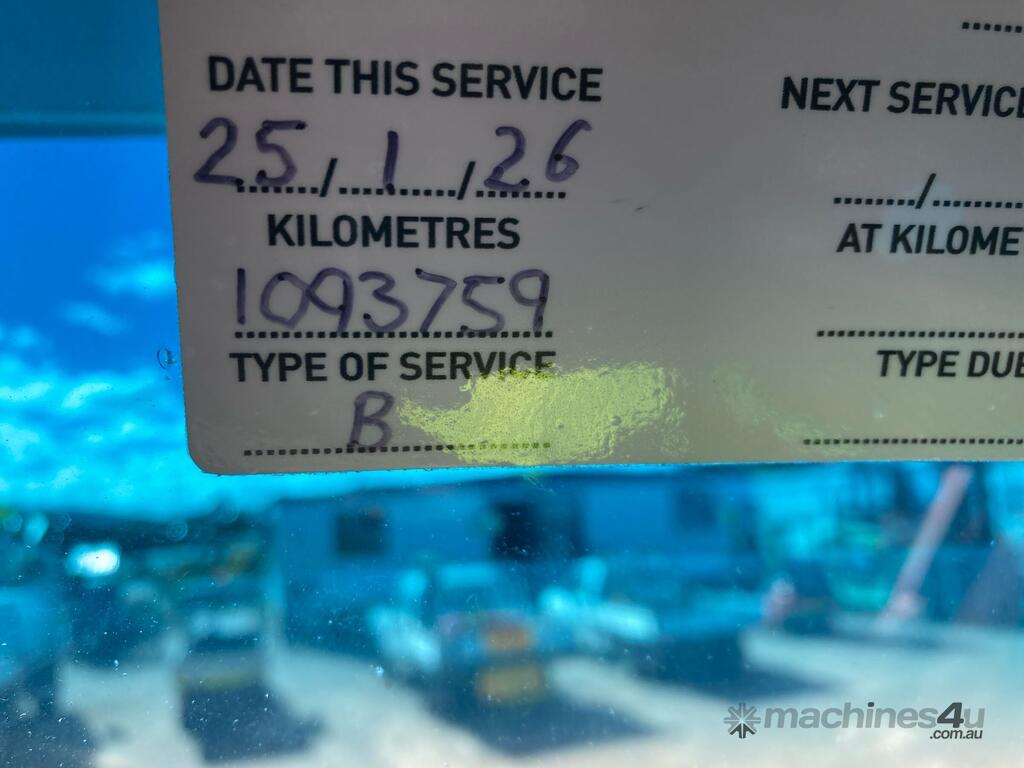 DATE THIS SERVICE
25/1/26
KILOMETRES
1093759
TYPE OF SERVICE
B
NEXT SERVICE
/
AT KILOME
TYPE DUE
machines4u
.com.au